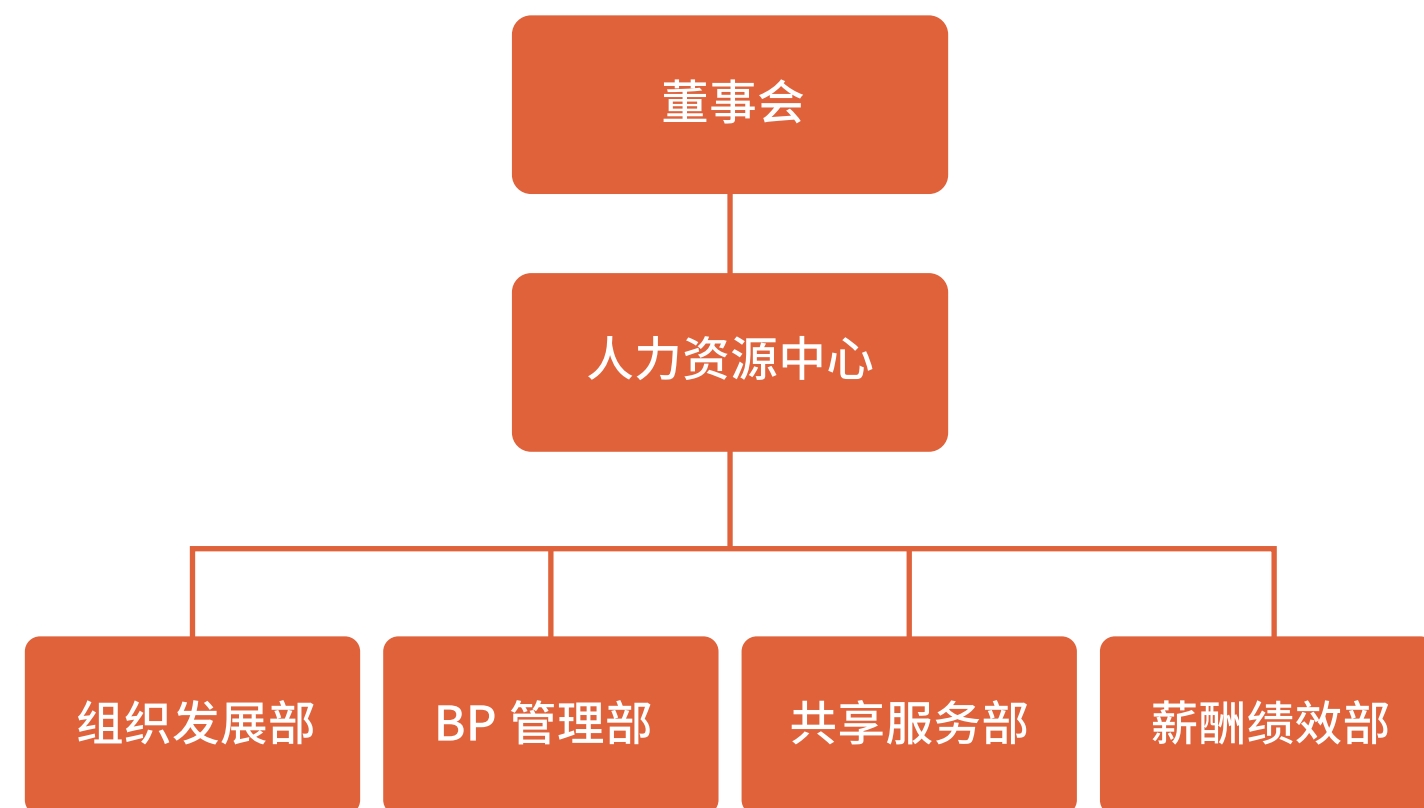 董事会
人力资源中心
组织发展部
BP 管理部
共享服务部
薪酬绩效部